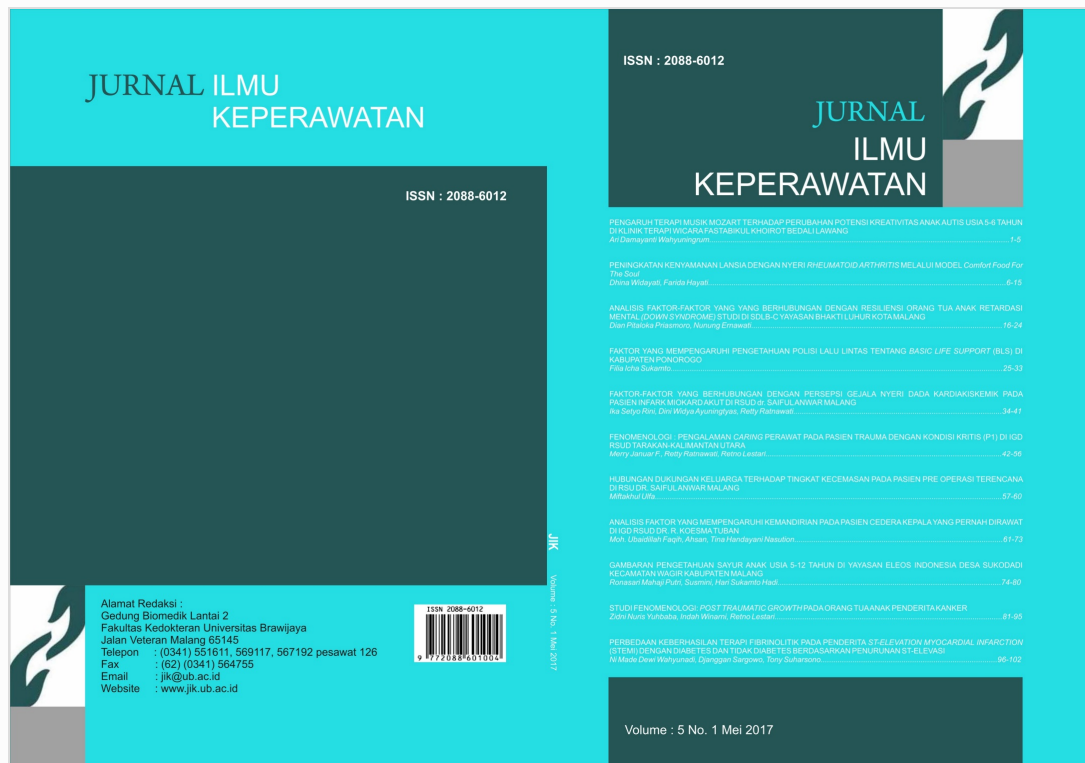 JURNAL ILMU
KEPERAWATAN
ISSN : 2088-6012
Alamat Redaksi :
Gedung Biomedik Lantai 2
Fakultas Kedokteran Universitas Brawijaya
Jalan Veteran Malang 65145
Telepon : (0341) 551611, 569117, 567192 pesawat 126
Fax : (62) (0341) 564755
Email : jik@ub.ac.id
Website : www.jik.ub.ac.id
ISSN 2088-6012
9 772088 601004
JIK Volume : 5 No. 1 Mei 2017
ISSN : 2088-6012
JURNAL
ILMU
KEPERAWATAN
PENGARUH TERAPI MUSIK MOZART TERHADAP PERUBAHAN POTENSI KREATIVITAS ANAK AUTIS USIA 5-6 TAHUN
DI KLINIK TERAPI WICARA FASTABIKUL KHOIROT BEDALI LAWANG
Ari Damayanti Wahyuningrum 1-5
PENINGKATAN KENYAMANAN LANSIA DENGAN NYERI RHEUMATOID ARTHRITIS MELALUI MODEL Comfort Food For
The Soul
Dhina Widayati, Farida Hayati 6-15
ANALISIS FAKTOR-FAKTOR YANG YANG BERHUBUNGAN DENGAN RESILIENSI ORANG TUA ANAK RETARDASI
MENTAL (DOWN SYNDROME) STUDI DI SDLB-C YAYASAN BHAKTI LUHUR KOTA MALANG
Dian Pitaloka Priasmoro, Nunung Ernawati 16-24
FAKTOR YANG MEMPENGARUHI PENGETAHUAN POLISI LALU LINTAS TENTANG BASIC LIFE SUPPORT (BLS) DI
KABUPATEN PONOROGO
Filia Icha Sukamto 25-33
FAKTOR-FAKTOR YANG BERHUBUNGAN DENGAN PERSEPSI GEJALA NYERI DADA KARDIAKISKEMIK PADA
PASIEN INFARK MIOKARD AKUT DI RSUD dr. SAIFUL ANWAR MALANG
Ika Setyo Rini, Dini Widya Ayuningtyas, Retty Ratnawati 34-41
FENOMENOLOGI : PENGALAMAN CARING PERAWAT PADA PASIEN TRAUMA DENGAN KONDISI KRITIS (P1) DI IGD
RSUD TARAKAN-KALIMANTAN UTARA
Merry Januar F., Retty Ratnawati, Retno Lestari 42-56
HUBUNGAN DUKUNGAN KELUARGA TERHADAP TINGKAT KECEMASAN PADA PASIEN PRE OPERASI TERENCANA
DI RSU DR. SAIFUL ANWAR MALANG
Miftakhul Ulfa 57-60
ANALISIS FAKTOR YANG MEMPENGARUHI KEMANDIRIAN PADA PASIEN CEDERA KEPALA YANG PERNAH DIRAWAT
DI IGD RSUD DR. R. KOESMA TUBAN
Moh. Ubaidillah Faqih, Ahsan, Tina Handayani Nasution 61-73
GAMBARAN PENGETAHUAN SAYUR ANAK USIA 5-12 TAHUN DI YAYASAN ELEOS INDONESIA DESA SUKODADI
KECAMATAN WAGIR KABUPATEN MALANG
Ronasari Mahaji Putri, Susmini, Hari Sukamto Hadi 74-80
STUDI FENOMENOLOGI: POST TRAUMATIC GROWTH PADA ORANG TUA ANAK PENDERITA KANKER
Zidni Nuris Yuhbaba, Indah Winarni, Retno Lestari 81-95
PERBEDAAN KEBERHASILAN TERAPI FIBRINOLITIK PADA PENDERITA ST-ELEVATION MYOCARDIAL INFARCTION
(STEMI) DENGAN DIABETES DAN TIDAK DIABETES BERDASARKAN PENURUNAN ST-ELEVASI
Ni Made Dewi Wahyunadi, Djanggan Sargowo, Tony Suharsono 96-102
Volume : 5 No. 1 Mei 2017